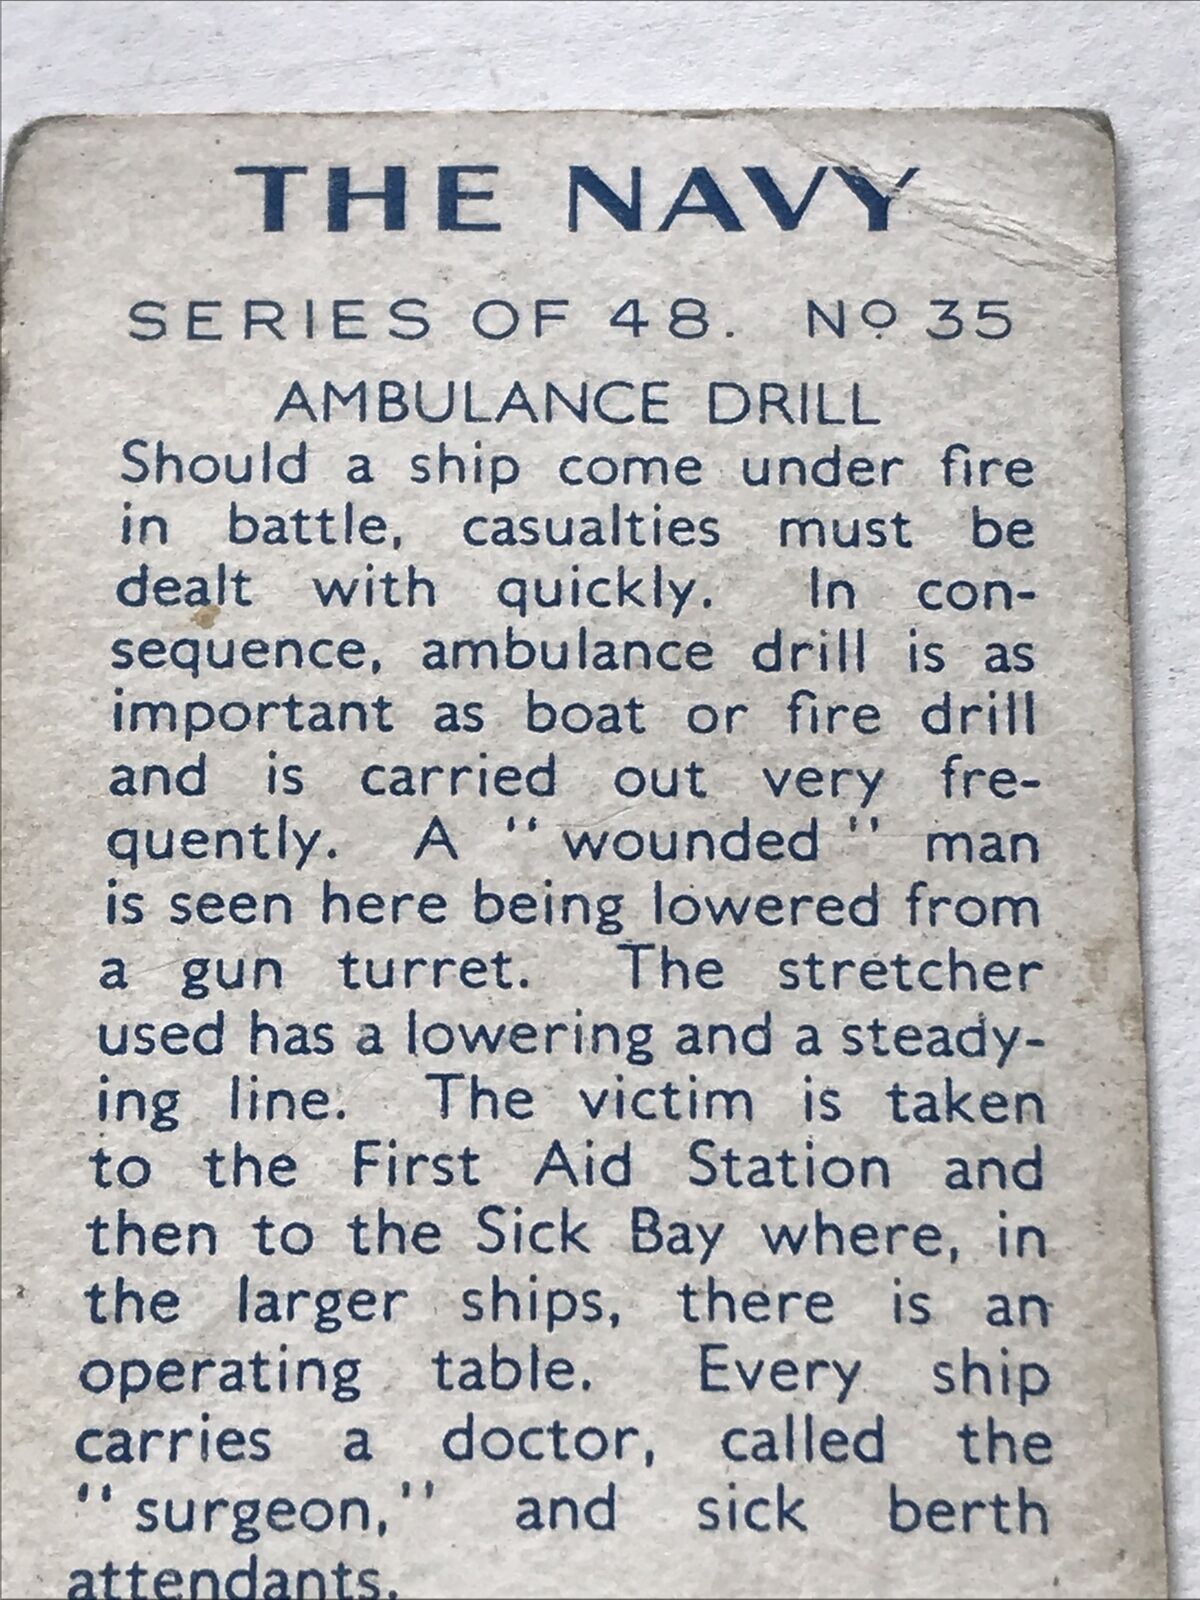 THE NAVY
SERIES OF 48. Nº 35
AMBULANCE DRILL
Should a ship come under fire
in battle, casualties must be
dealt with quickly. In con-
sequence, ambulance drill is as
important as boat or fire drill
and is carried out very fre-
quently. A "wounded" man
is seen here being lowered from
a gun turret. The stretcher
used has a lowering and a steady-
ing line. The victim is taken
to the First Aid Station and
then to the Sick Bay where, in
the larger ships, there is an
operating table. Every ship
carries a doctor, called the
"surgeon," and sick berth
attendants.